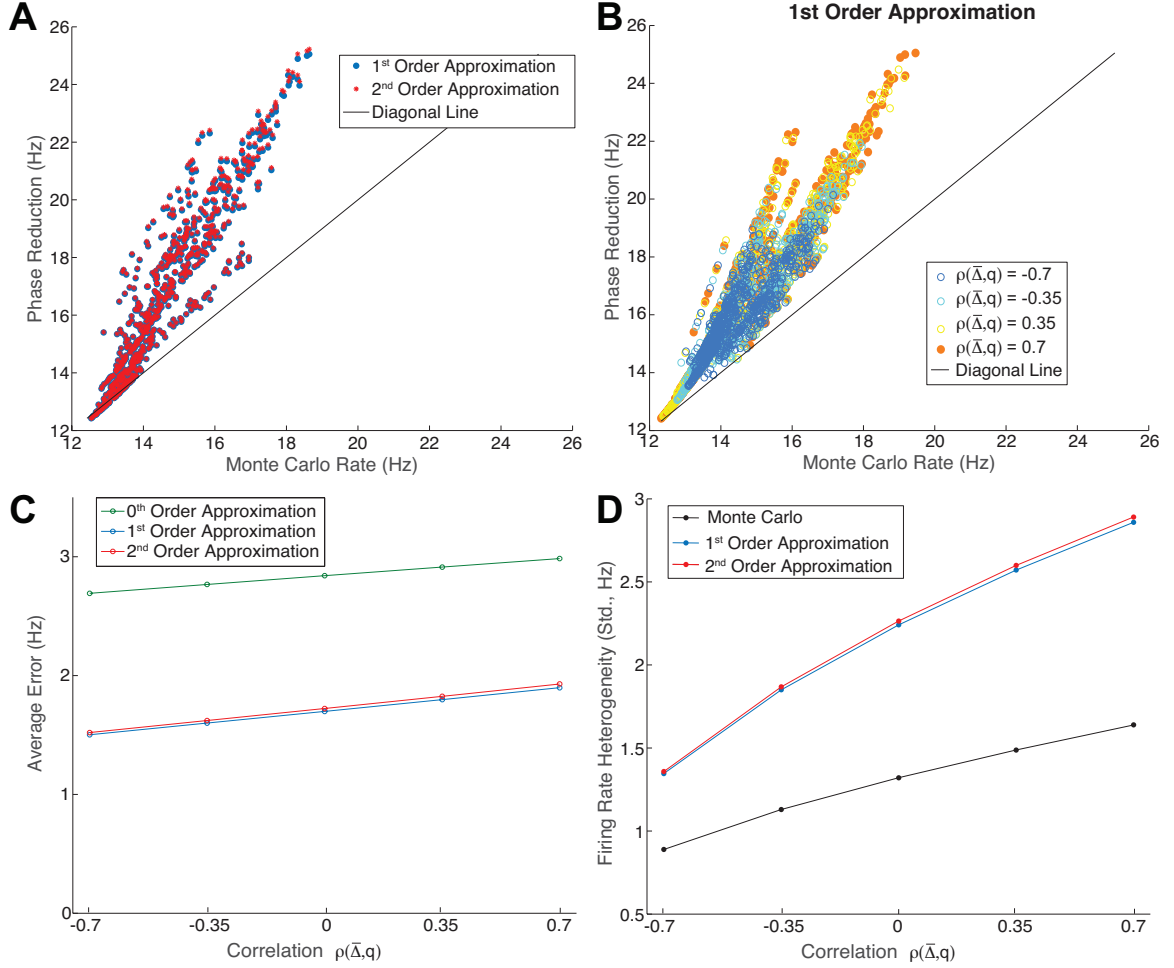 A
26
24
22
20
18
16
14
12
Phase Reduction (Hz)
1st Order Approximation
2nd Order Approximation
Diagonal Line
12 14 16 18 20 22 24 26
Monte Carlo Rate (Hz)
B
1st Order Approximation
26
24
22
20
18
16
14
12
Phase Reduction (Hz)
ρ(Δ̄,q) = -0.7
ρ(Δ̄,q) = -0.35
ρ(Δ̄,q) = 0.35
ρ(Δ̄,q) = 0.7
Diagonal Line
12 14 16 18 20 22 24 26
Monte Carlo Rate (Hz)
C
0th Order Approximation
1st Order Approximation
2nd Order Approximation
3
2
1
0
Average Error (Hz)
-0.7 -0.35 0 0.35 0.7
Correlation ρ(Δ̄,q)
D
Monte Carlo
1st Order Approximation
2nd Order Approximation
3
2.5
2
1.5
1
0.5
Firing Rate Heterogeneity (Std., Hz)
-0.7 -0.35 0 0.35 0.7
Correlation ρ(Δ̄,q)